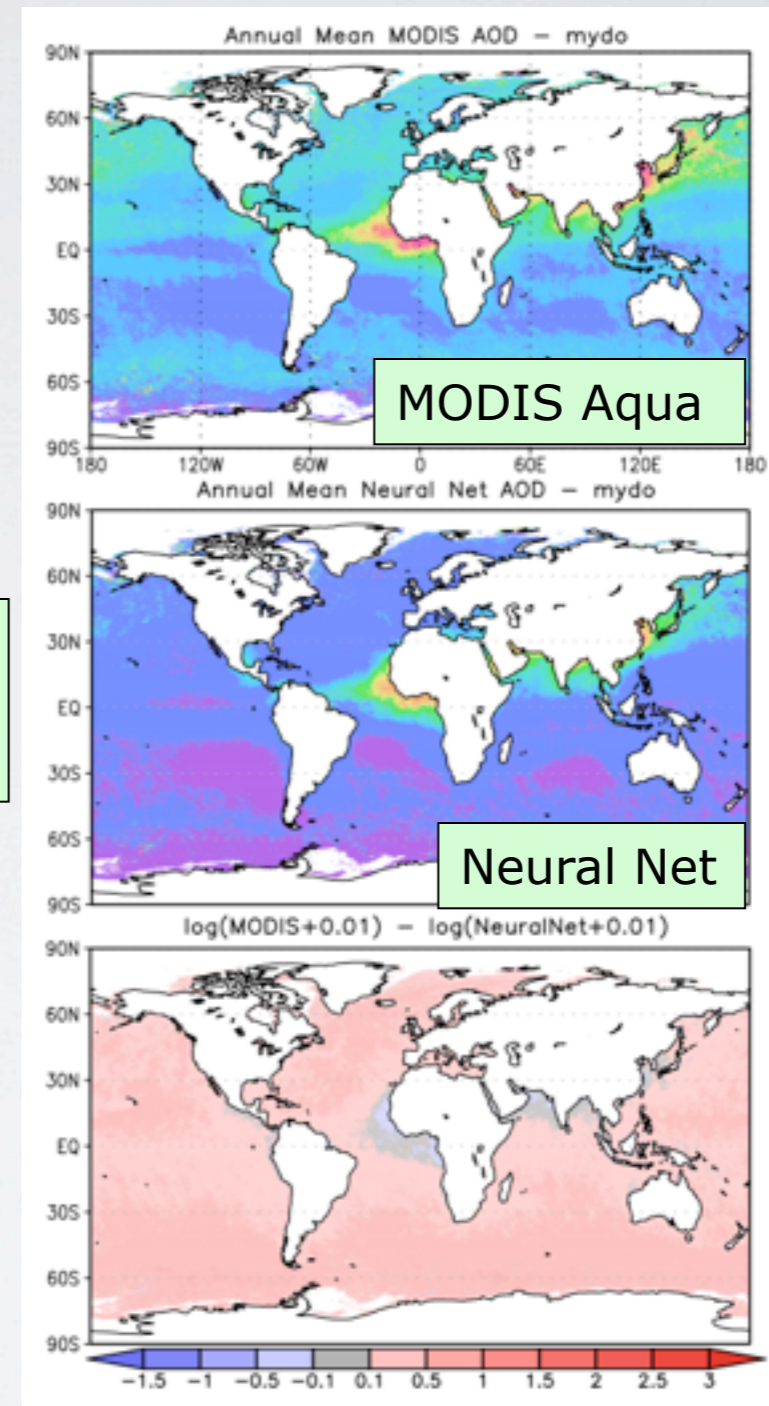 Annual Mean MODIS AOD – mydo
90N
60N
30N
EQ
30S
60S
90S
MODIS Aqua
180 120W 60W 0 60E 120E 180
Annual Mean Neural Net AOD – mydo
90N
60N
30N
EQ
30S
60S
90S
Neural Net
log(MODIS+0.01) – log(NeuralNet+0.01)
90N
60N
30N
EQ
30S
60S
90S
-1.5 -1 -0.5 -0.1 0.1 0.5 1 1.5 2 2.5 3